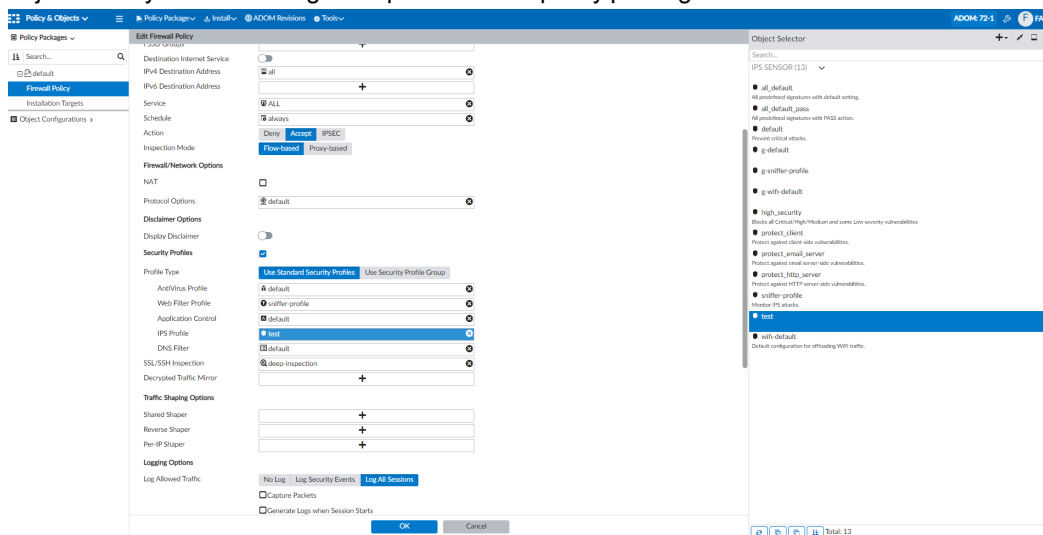 Policy & Objects
Policy Package
Install
ADOM Revisions
Tools
ADOM: 72-1
F
FA
Policy Packages
Search...
default
Firewall Policy
Installation Targets
Object Configurations
Edit Firewall Policy
Destination Internet Service
IPv4 Destination Address all
IPv6 Destination Address
Service ALL
Schedule always
Action Deny Accept IPSEC
Inspection Mode Flow-based Proxy-based
Firewall/Network Options
NAT
Protocol Options default
Disclaimer Options
Display Disclaimer
Security Profiles
Profile Type Use Standard Security Profiles Use Security Profile Group
AntiVirus Profile default
Web Filter Profile sniffer-profile
Application Control default
IPS Profile test
DNS Filter default
SSL/SSH Inspection deep-inspection
Decrypted Traffic Mirror
Traffic Shaping Options
Shared Shaper
Reverse Shaper
Per-IP Shaper
Logging Options
Log Allowed Traffic No Log Log Security Events Log All Sessions
Capture Packets
Generate Logs when Session Starts
OK Cancel
Object Selector
Search...
IPS SENSOR (13)
all_default
All predefined signatures with default setting.
all_default_pass
All predefined signatures with PASS action.
default
Prevent critical attacks.
g-default
g-sniffer-profile
g-wifi-default
high_security
Blocks all Critical/High/Medium and some Low severity vulnerabilities
protect_client
Protect against client-side vulnerabilities.
protect_email_server
Protect against email server-side vulnerabilities.
protect_http_server
Protect against HTTP server-side vulnerabilities.
sniffer-profile
Monitor IPS attacks.
test
wifi-default
Default configuration for offloading WiFi traffic.
Total: 13